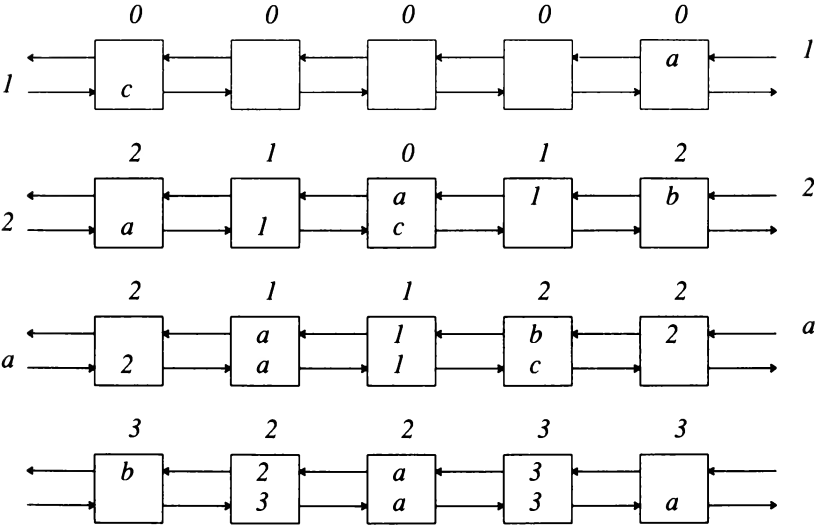 0 0 0 0 0
a 1
1 c
2 1 0 1 2
a 1 b 2
2 a 1 c
2 1 1 2 2
a 1 b 2 a
a 2 a 1 c
3 2 2 3 3
b 2 a 3
3 a 3 a